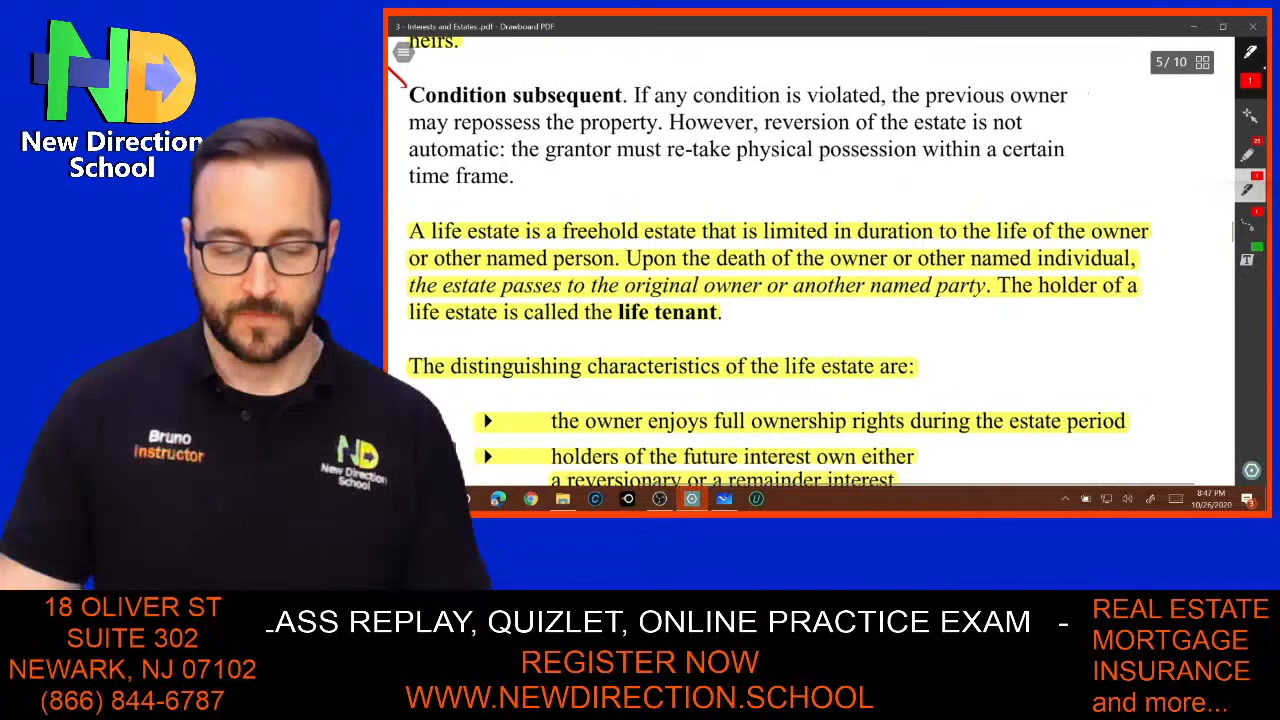 ND
New Direction
School
3 - Interests and Estates .pdf - Drawboard PDF
heirs.
5 / 10
Condition subsequent. If any condition is violated, the previous owner
may repossess the property. However, reversion of the estate is not
automatic: the grantor must re-take physical possession within a certain
time frame.
A life estate is a freehold estate that is limited in duration to the life of the owner
or other named person. Upon the death of the owner or other named individual,
the estate passes to the original owner or another named party. The holder of a
life estate is called the life tenant.
The distinguishing characteristics of the life estate are:
the owner enjoys full ownership rights during the estate period
holders of the future interest own either
a reversionary or a remainder interest
1
23
1
1
T
8:47 PM
10/26/2020
3
Bruno
Instructor
ND
New Direction
School
18 OLIVER ST
SUITE 302
NEWARK, NJ 07102
(866) 844-6787
LASS REPLAY, QUIZLET, ONLINE PRACTICE EXAM -
REGISTER NOW
WWW.NEWDIRECTION.SCHOOL
REAL ESTATE
MORTGAGE
INSURANCE
and more...